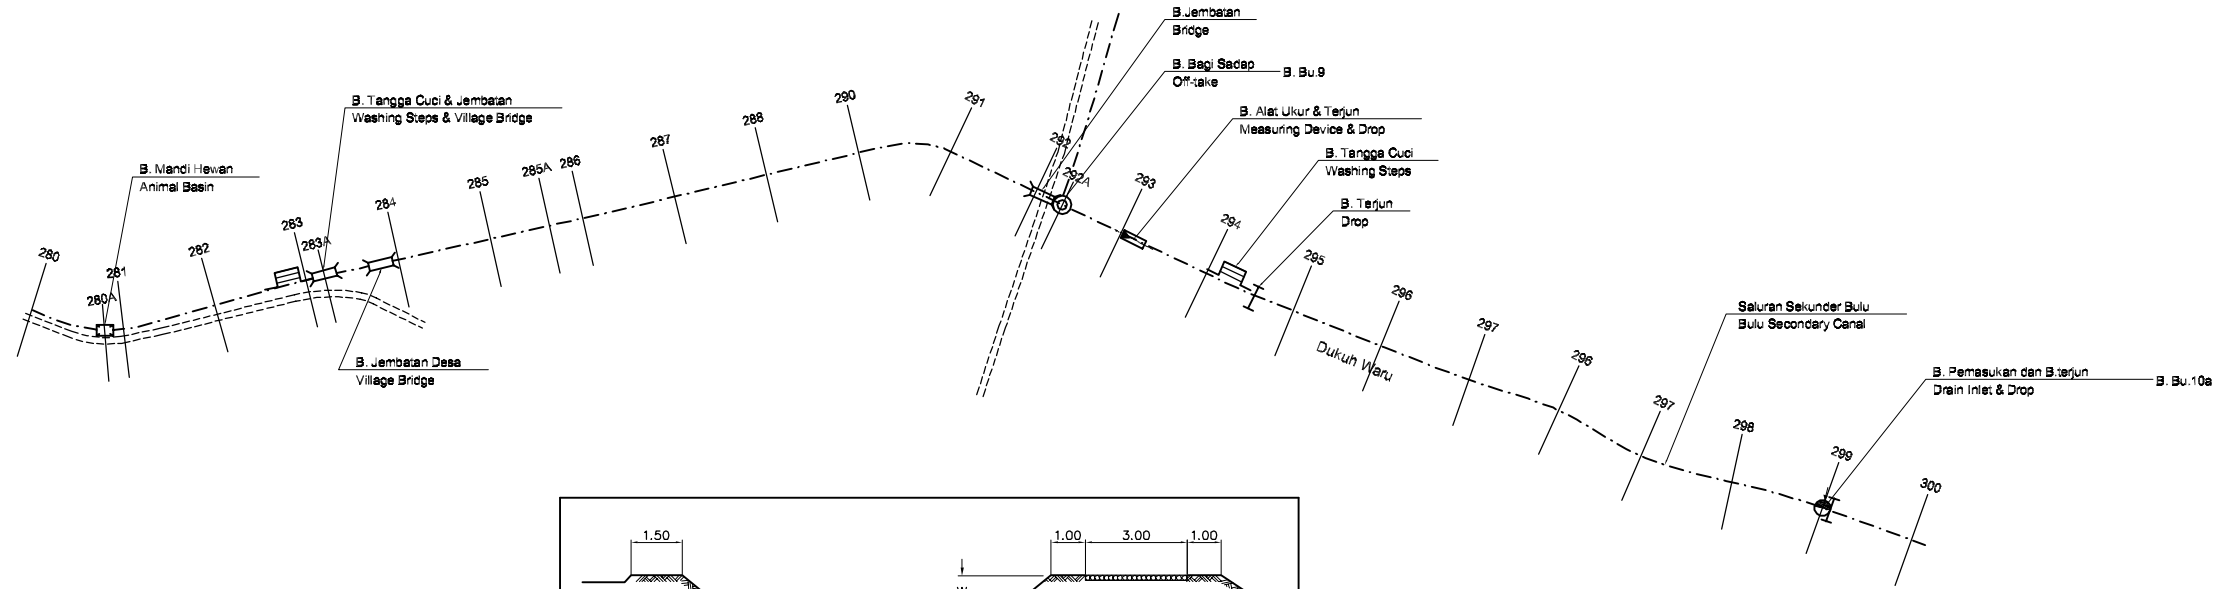 B.Jembatan
Bridge
B. Bagi Sadap
Off-take
B. Bu.9
B. Tangga Cuci & Jembatan
Washing Steps & Village Bridge
B. Alat Ukur & Terjun
Measuring Device & Drop
B. Tangga Cuci
Washing Steps
B. Mandi Hewan
Animal Basin
B. Terjun
Drop
280
280A
281
282
283
283A
284
285
285A
286
287
288
290
291
292
292A
293
294
295
296
297
296
297
298
299
300
B. Jembatan Desa
Village Bridge
Dukuh Waru
Saluran Sekunder Bulu
Bulu Secondary Canal
B. Pemasukan dan B.terjun
Drain Inlet & Drop
B. Bu.10a
1.50
1.00
3.00
1.00